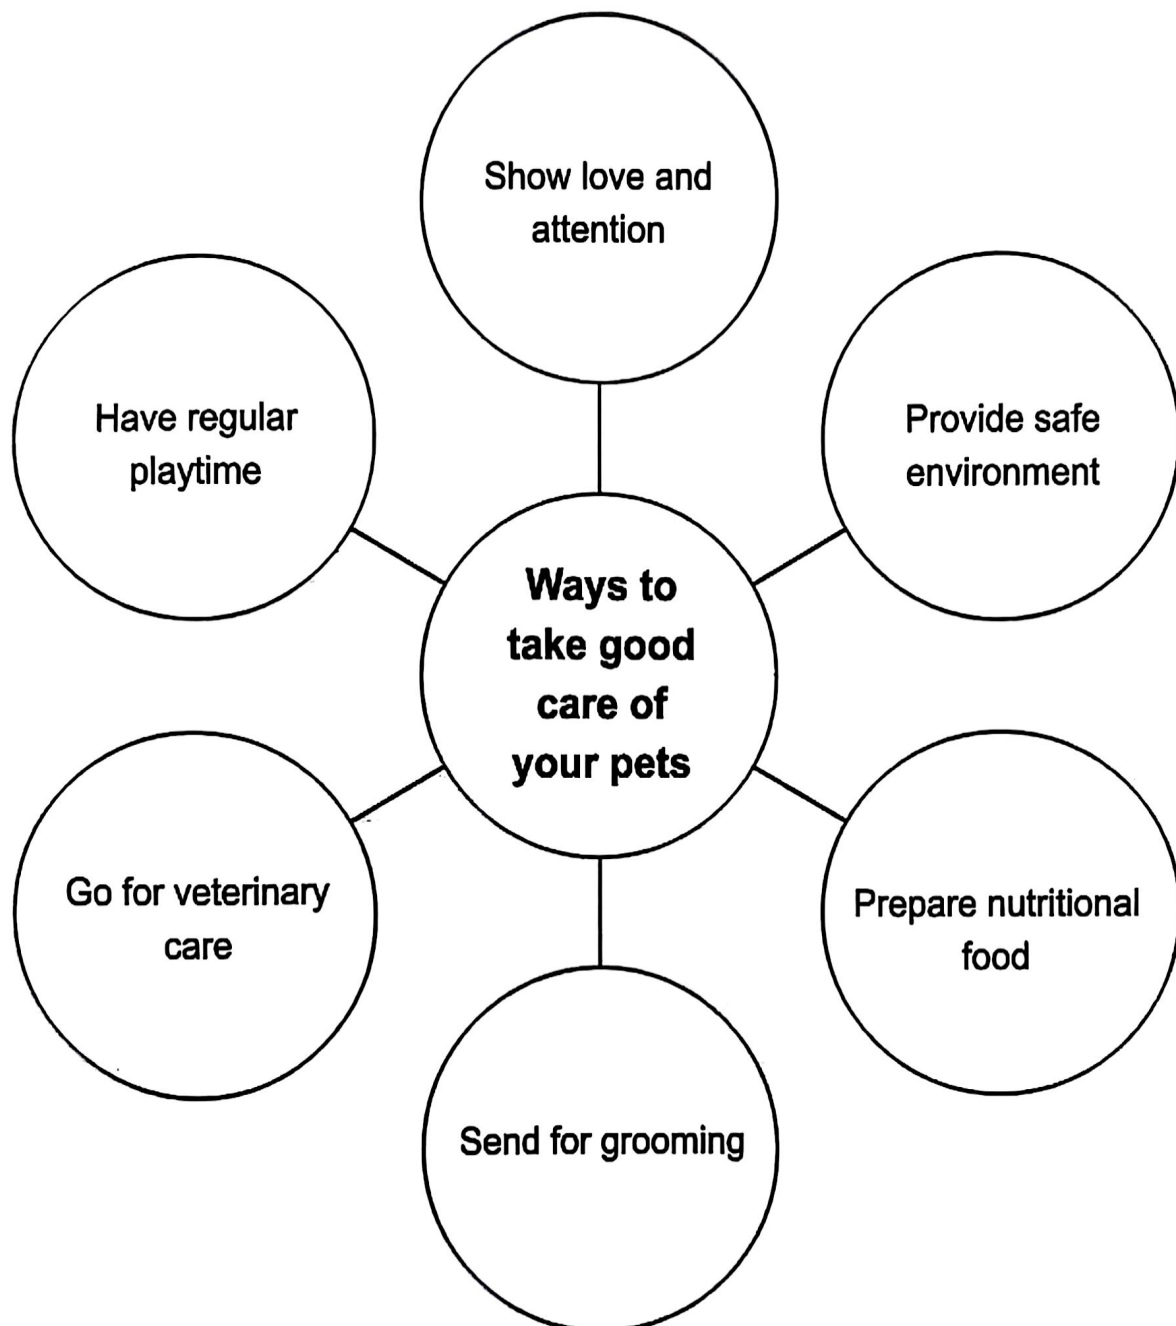 Show love and
attention
Have regular
playtime
Provide safe
environment
Ways to
take good
care of
your pets
Go for veterinary
care
Prepare nutritional
food
Send for grooming